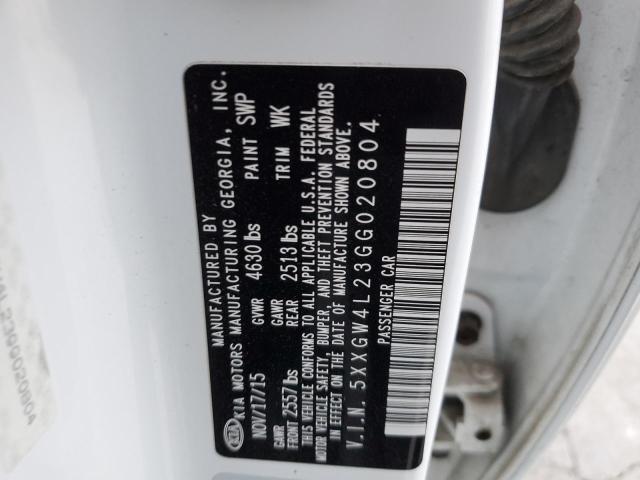 MANUFACTURED BY
KIA KIA MOTORS MANUFACTURING GEORGIA, INC.
NOV/17/15 GVWR 4630 lbs PAINT SWP
GAWR FRONT 2557 lbs GAWR REAR 2513 lbs TRIM WK
THIS VEHICLE CONFORMS TO ALL APPLICABLE U.S.A. FEDERAL
MOTOR VEHICLE SAFETY, BUMPER, AND THEFT PREVENTION STANDARDS
IN EFFECT ON THE DATE OF MANUFACTURE SHOWN ABOVE.
V.I.N. 5XXGW4L23GG020804
PASSENGER CAR